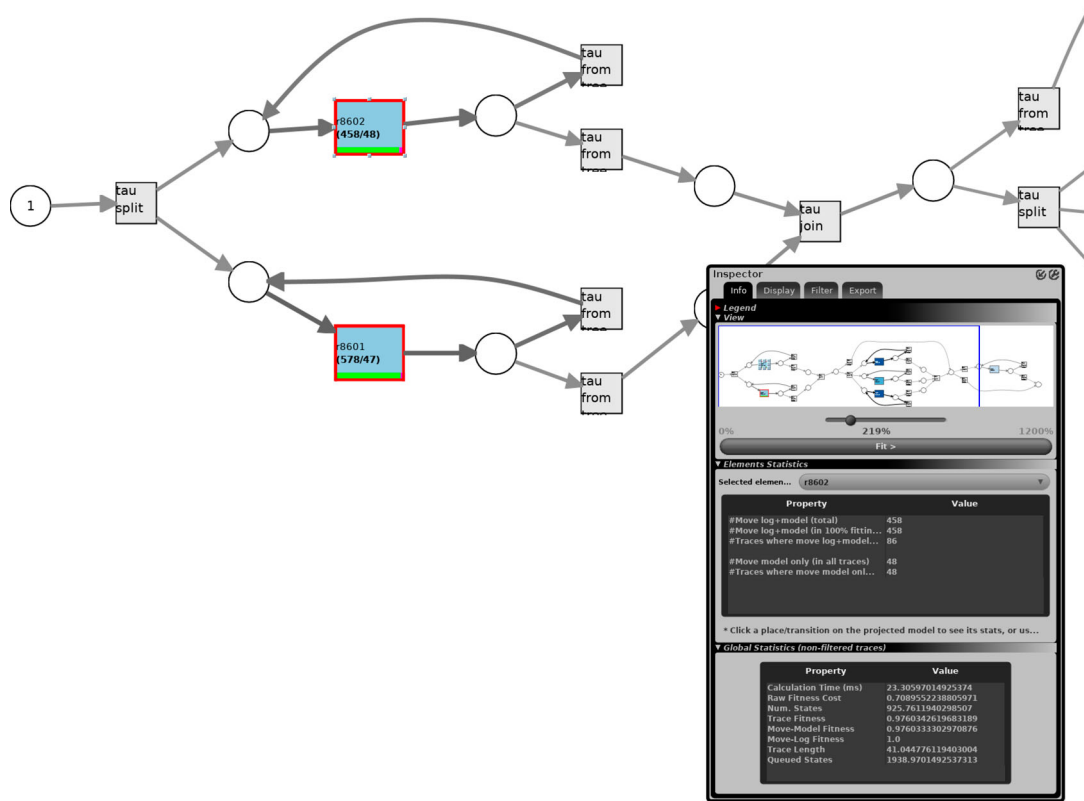 tau
from
tree
r8602
(458/48)
tau
from
tau
from
1
tau
split
tau
join
tau
split
tau
from
r8601
(578/47)
tau
from
Inspector
Info Display Filter Export
Legend
View
0% 219% 1200%
Fit >
Elements Statistics
Selected elemen... r8602
Property Value
#Move log+model (total) 458
#Move log+model (in 100% fittin... 458
#Traces where move log+model... 86
#Move model only (in all traces) 48
#Traces where move model onl... 48
* Click a place/transition on the projected model to see its stats, or us...
Global Statistics (non-filtered traces)
Property Value
Calculation Time (ms) 23.30597014925374
Raw Fitness Cost 0.7089552238805971
Num. States 925.7611940298507
Trace Fitness 0.9760342619683189
Move-Model Fitness 0.9760333302970876
Move-Log Fitness 1.0
Trace Length 41.044776119403004
Queued States 1938.9701492537313